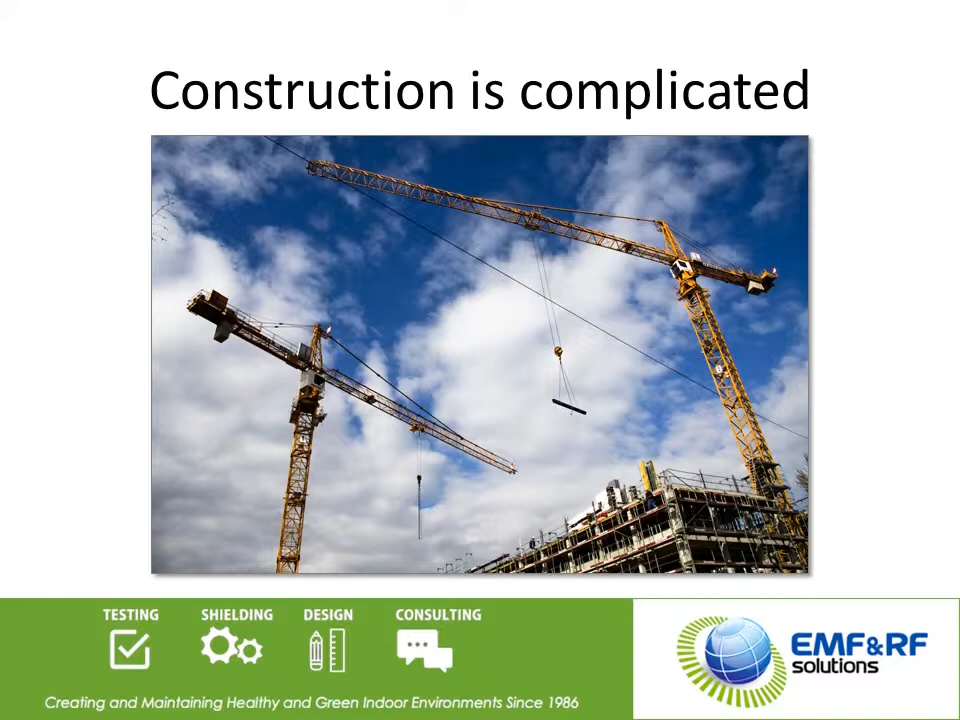 Construction is complicated
TESTING SHIELDING DESIGN CONSULTING
EMF&RF
solutions
Creating and Maintaining Healthy and Green Indoor Environments Since 1986